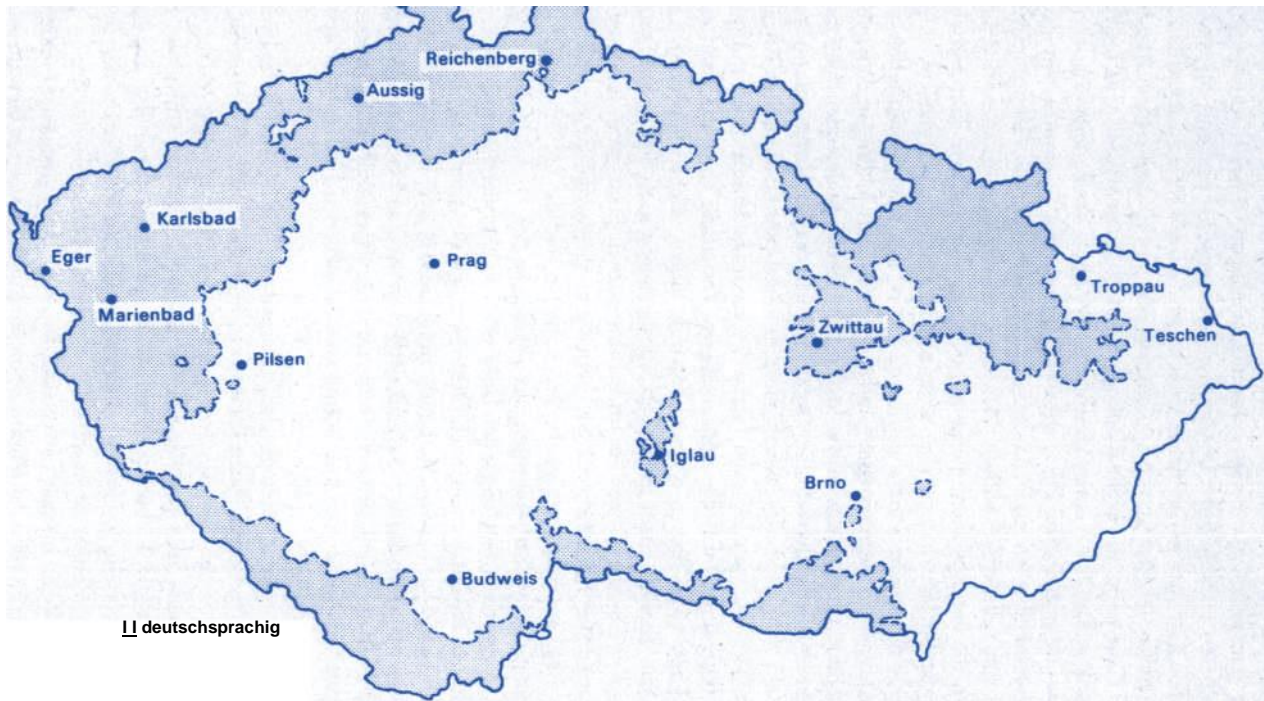 Reichenberg
Aussig
Karlsbad
Eger
Prag
Troppau
Marienbad
Teschen
Zwittau
Pilsen
Iglau
Brno
Budweis
I I deutschsprachig